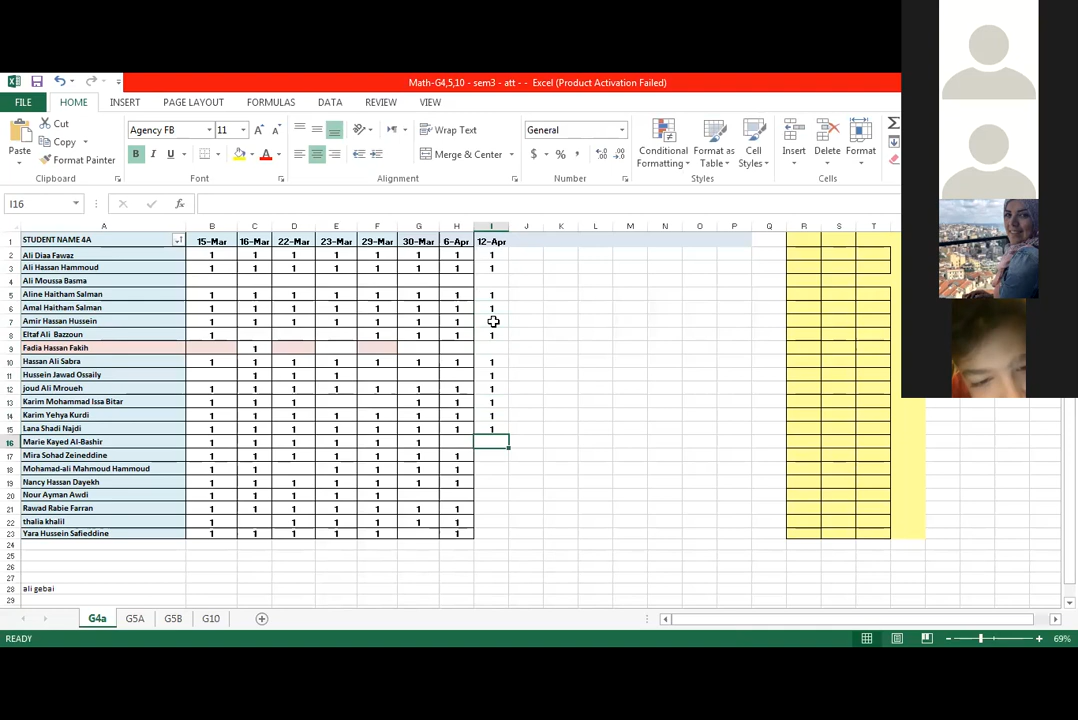 Math-G4,5,10 - sem3 - att - - Excel (Product Activation Failed)
FILE HOME INSERT PAGE LAYOUT FORMULAS DATA REVIEW VIEW
Cut
Copy
Format Painter
Paste
Clipboard
Agency FB 11
B I U
Font
Wrap Text
Merge & Center
Alignment
General
$ % ,
Number
Conditional Formatting
Format as Table
Cell Styles
Styles
Insert Delete Format
Cells
I16
A B C D E F G H I J K L M N O P Q R S T
1 STUDENT NAME 4A 15-Mar 16-Mar 22-Mar 23-Mar 29-Mar 30-Mar 6-Apr 12-Apr
2 Ali Diaa Fawaz 1 1 1 1 1 1 1 1
3 Ali Hassan Hammoud 1 1 1 1 1 1 1 1
4 Ali Moussa Basma
5 Aline Haitham Salman 1 1 1 1 1 1 1 1
6 Amal Haitham Salman 1 1 1 1 1 1 1 1
7 Amir Hassan Hussein 1 1 1 1 1 1 1
8 Eltaf Ali Bazzoun 1 1 1 1 1
9 Fadia Hassan Fakih 1
10 Hassan Ali Sabra 1 1 1 1 1 1 1 1
11 Hussein Jawad Ossaily 1 1 1 1
12 joud Ali Mroueh 1 1 1 1 1 1 1 1
13 Karim Mohammad Issa Bitar 1 1 1 1 1 1
14 Karim Yehya Kurdi 1 1 1 1 1 1 1 1
15 Lana Shadi Najdi 1 1 1 1 1 1 1 1
16 Marie Kayed Al-Bashir 1 1 1 1 1 1
17 Mira Sohad Zeineddine 1 1 1 1 1 1 1
18 Mohamad-ali Mahmoud Hammoud 1 1 1 1 1 1
19 Nancy Hassan Dayekh 1 1 1 1 1 1 1
20 Nour Ayman Awdi 1 1 1 1 1
21 Rawad Rabie Farran 1 1 1 1 1 1 1
22 thalia khalil 1 1 1 1 1 1
23 Yara Hussein Safieddine 1 1 1 1 1 1 1
24
25
26
27
28 ali gebai
29
G4a G5A G5B G10
READY
69%